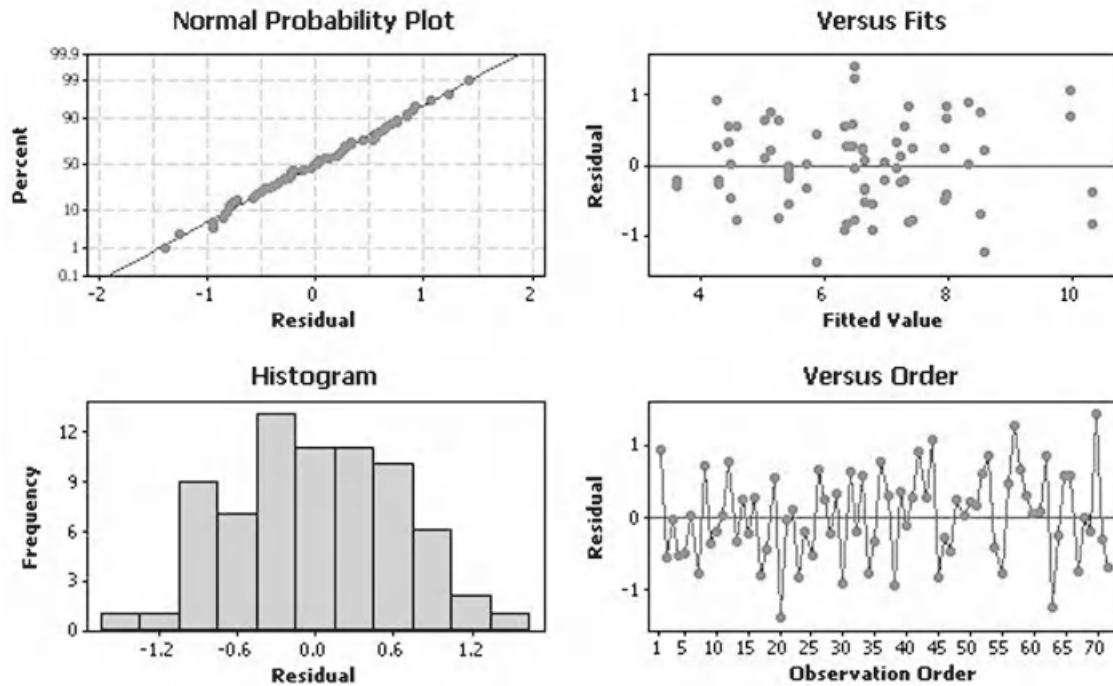 Normal Probability Plot
99.9
99
90
50
10
1
0.1
Percent
-2 -1 0 1 2
Residual
Versus Fits
1
0
-1
Residual
4 6 8 10
Fitted Value
Histogram
12
9
6
3
0
Frequency
-1.2 -0.6 0.0 0.6 1.2
Residual
Versus Order
1
0
-1
Residual
1 5 10 15 20 25 30 35 40 45 50 55 60 65 70
Observation Order